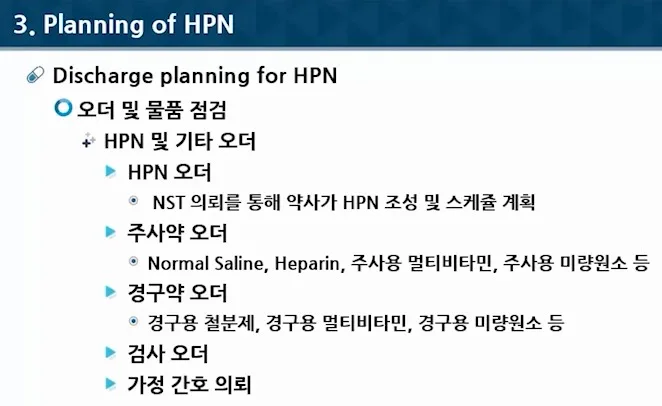 3. Planning of HPN
Discharge planning for HPN
오더 및 물품 점검
HPN 및 기타 오더
HPN 오더
NST 의뢰를 통해 약사가 HPN 조성 및 스케쥴 계획
주사약 오더
Normal Saline, Heparin, 주사용 멀티비타민, 주사용 미량원소 등
경구약 오더
경구용 철분제, 경구용 멀티비타민, 경구용 미량원소 등
검사 오더
가정 간호 의뢰